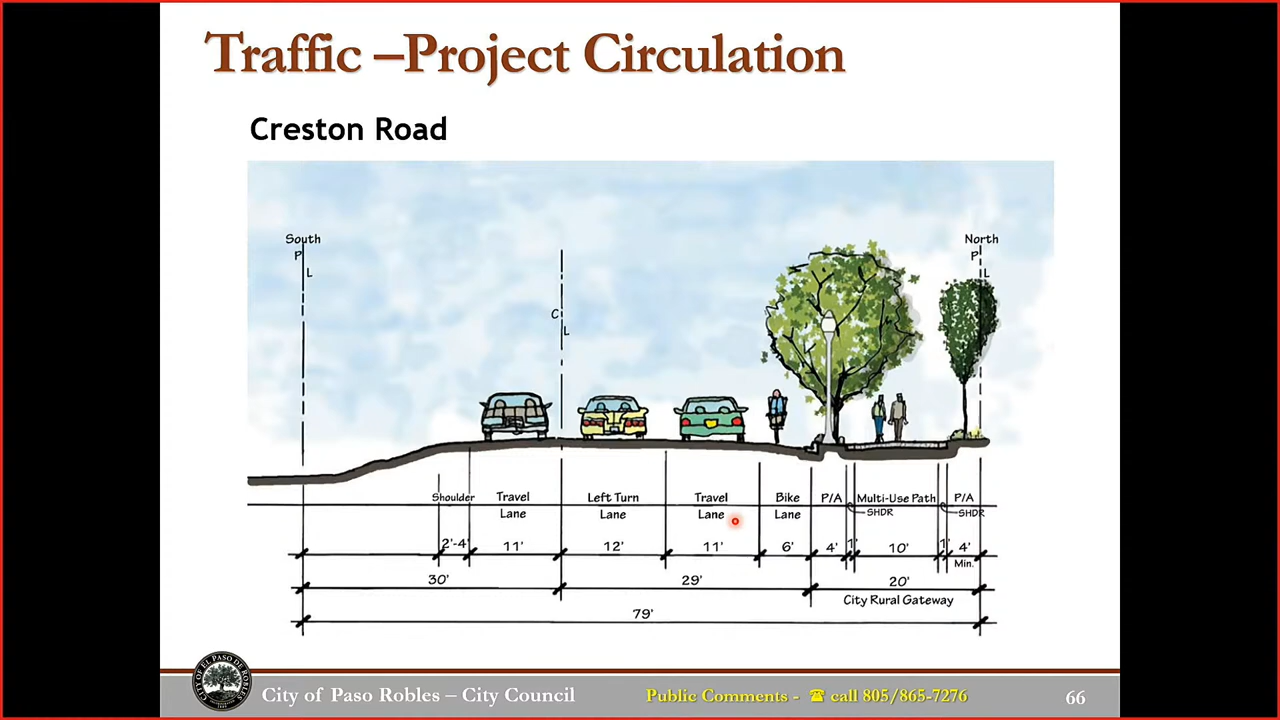 Traffic –Project Circulation
Creston Road
South
P
L
North
P
L
C
L
Shoulder
Travel
Lane
Left Turn
Lane
Travel
Lane
Bike
Lane
P/A
Multi-Use Path
P/A
SHDR
SHDR
2'-4'
11'
12'
11'
6'
4'
1'
10'
1'
4'
Min.
30'
29'
20'
City Rural Gateway
79'
City of Paso Robles – City Council
Public Comments - ☎ call 805/865-7276
66